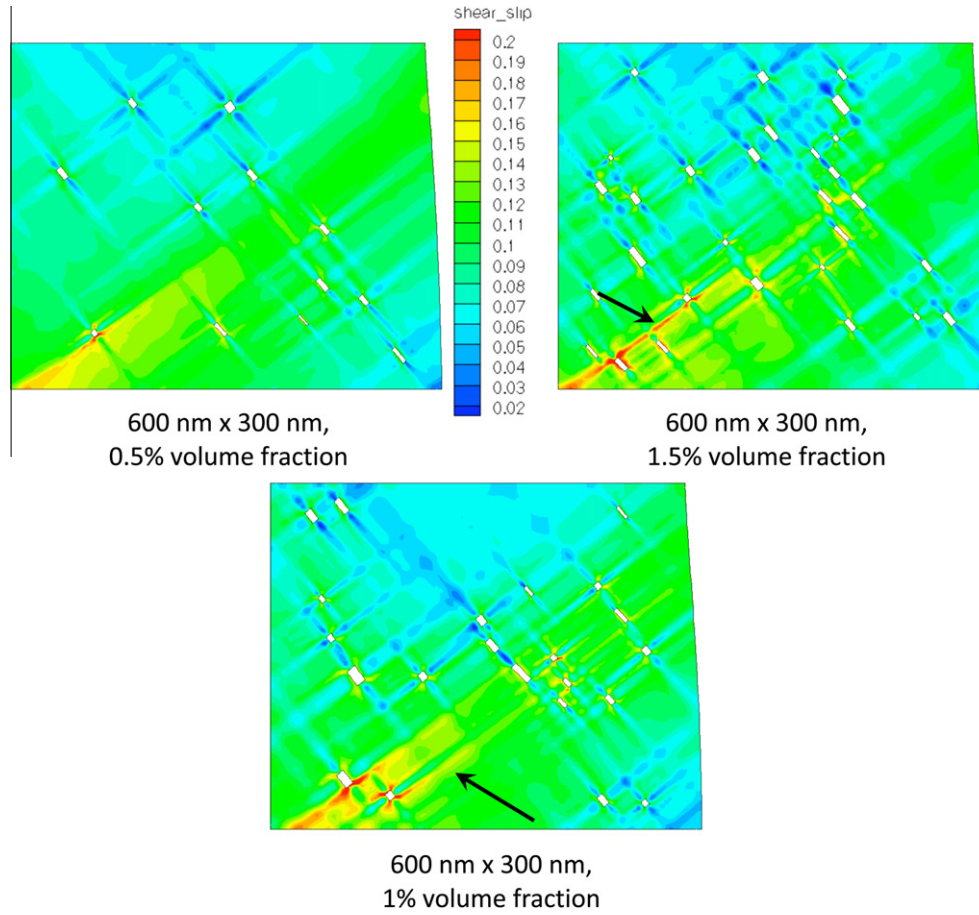 shear_slip
0.2
0.19
0.18
0.17
0.16
0.15
0.14
0.13
0.12
0.11
0.1
0.09
0.08
0.07
0.06
0.05
0.04
0.03
0.02
600 nm x 300 nm,
0.5% volume fraction
600 nm x 300 nm,
1.5% volume fraction
600 nm x 300 nm,
1% volume fraction